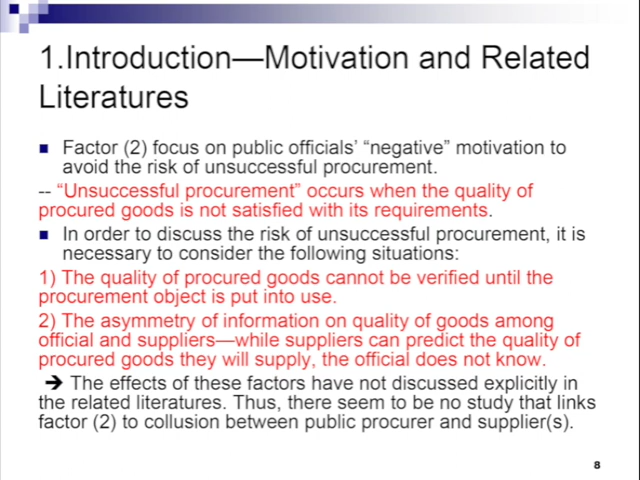 1.Introduction—Motivation and Related
Literatures
Factor (2) focus on public officials' "negative" motivation to
avoid the risk of unsuccessful procurement.
-- "Unsuccessful procurement" occurs when the quality of
procured goods is not satisfied with its requirements.
In order to discuss the risk of unsuccessful procurement, it is
necessary to consider the following situations:
1) The quality of procured goods cannot be verified until the
procurement object is put into use.
2) The asymmetry of information on quality of goods among
official and suppliers—while suppliers can predict the quality of
procured goods they will supply, the official does not know.
➔ The effects of these factors have not discussed explicitly in
the related literatures. Thus, there seem to be no study that links
factor (2) to collusion between public procurer and supplier(s).
8